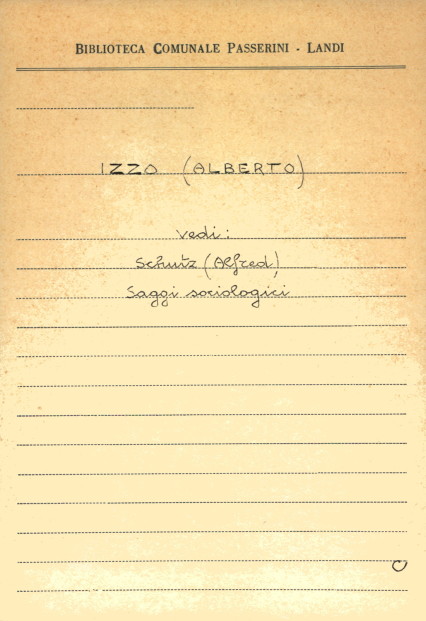 BIBLIOTECA COMUNALE PASSERINI - LANDI
IZZO (ALBERTO)
vedi:
Schutz (Alfred)
Saggi sociologici
C